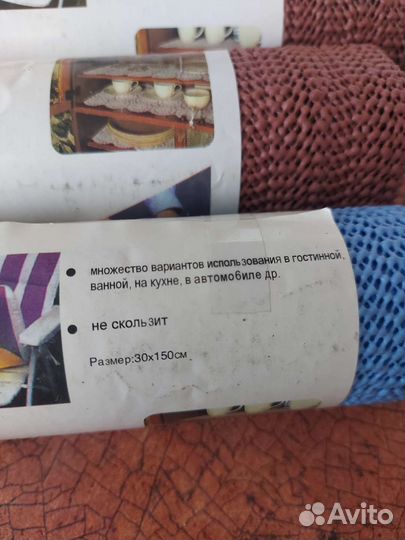 множество вариантов использования в гостинной,
ванной, на кухне, в автомобиле др.
не скользит
Размер:30х150см
Avito